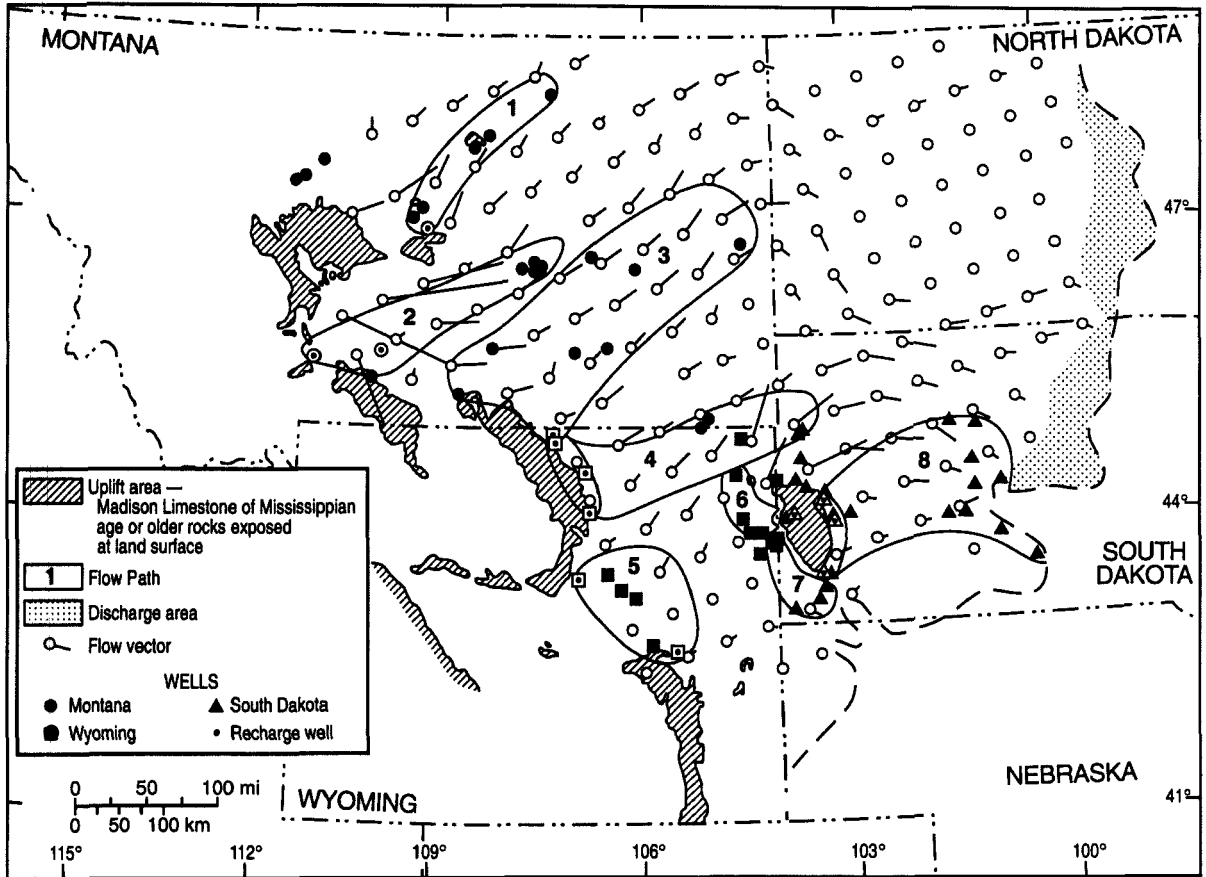 MONTANA
NORTH DAKOTA
1
47°
3
2
4
8
6
44°
5
7
SOUTH
DAKOTA
Uplift area —
Madison Limestone of Mississippian
age or older rocks exposed
at land surface
1 Flow Path
Discharge area
Flow vector
WELLS
Montana
South Dakota
Wyoming
Recharge well
0 50 100 mi
0 50 100 km
WYOMING
NEBRASKA
41°
115° 112° 109° 106° 103° 100°